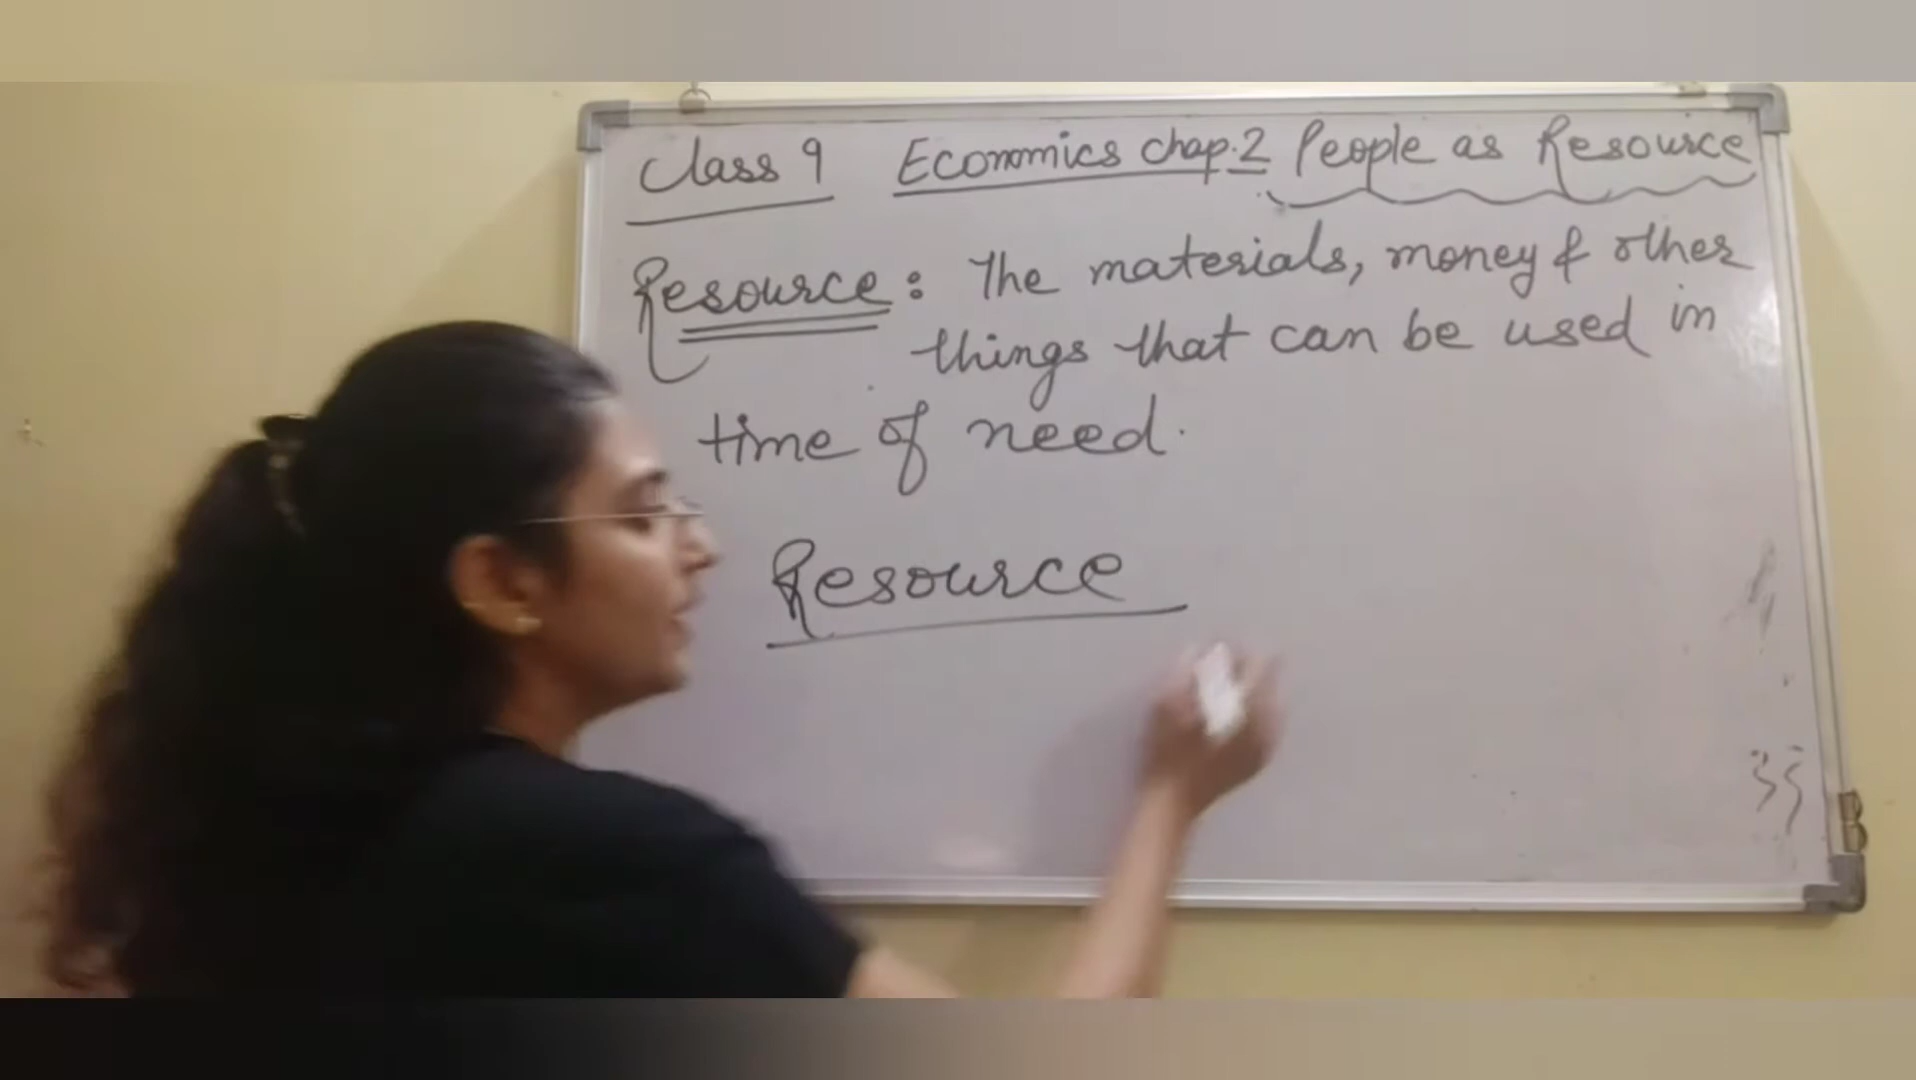 Class 9 Economics chap.2 People as Resource
Resource: The materials, money & other
things that can be used in
time of need.
Resource